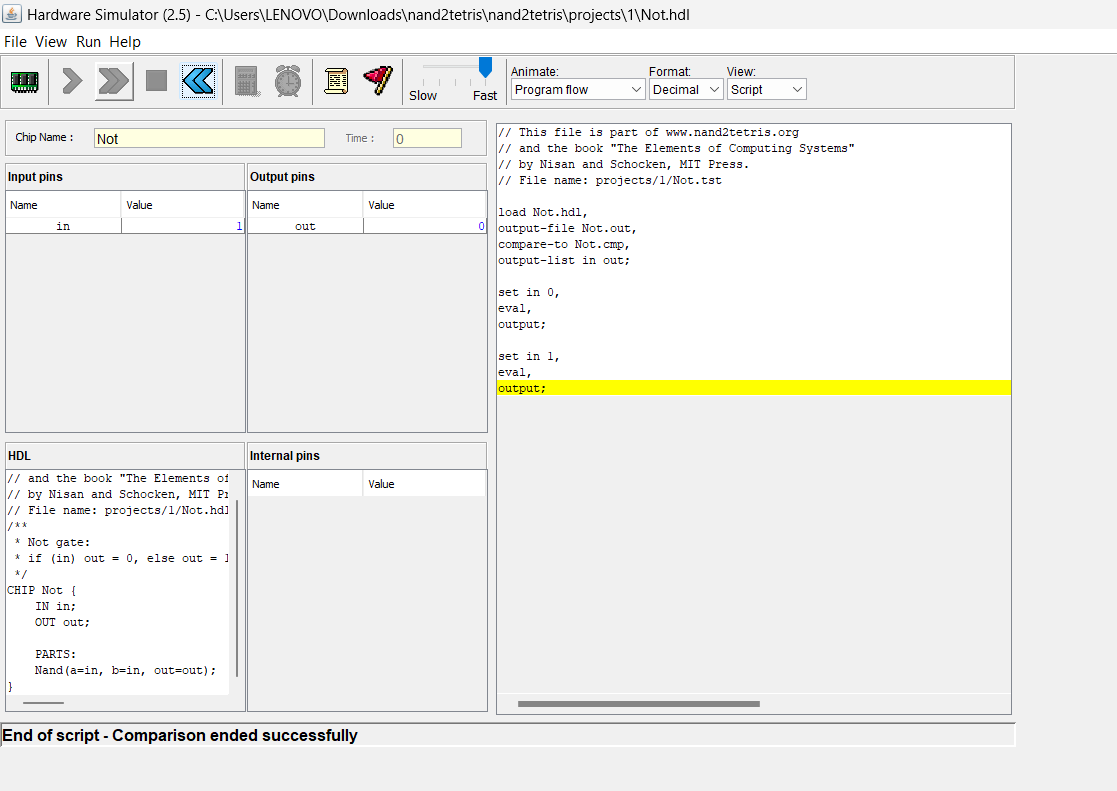 Hardware Simulator (2.5) - C:\Users\LENOVO\Downloads\nand2tetris\nand2tetris\projects\1\Not.hdl
File View Run Help
Slow Fast
Animate: Format: View:
Program flow Decimal Script
Chip Name : Not Time : 0
Input pins
Name Value
in 1
Output pins
Name Value
out 0
HDL
// and the book "The Elements of
// by Nisan and Schocken, MIT Pr
// File name: projects/1/Not.hdl
/**
* Not gate:
* if (in) out = 0, else out = 1
*/
CHIP Not {
IN in;
OUT out;
PARTS:
Nand(a=in, b=in, out=out);
}
Internal pins
Name Value
// This file is part of www.nand2tetris.org
// and the book "The Elements of Computing Systems"
// by Nisan and Schocken, MIT Press.
// File name: projects/1/Not.tst
load Not.hdl,
output-file Not.out,
compare-to Not.cmp,
output-list in out;
set in 0,
eval,
output;
set in 1,
eval,
output;
End of script - Comparison ended successfully